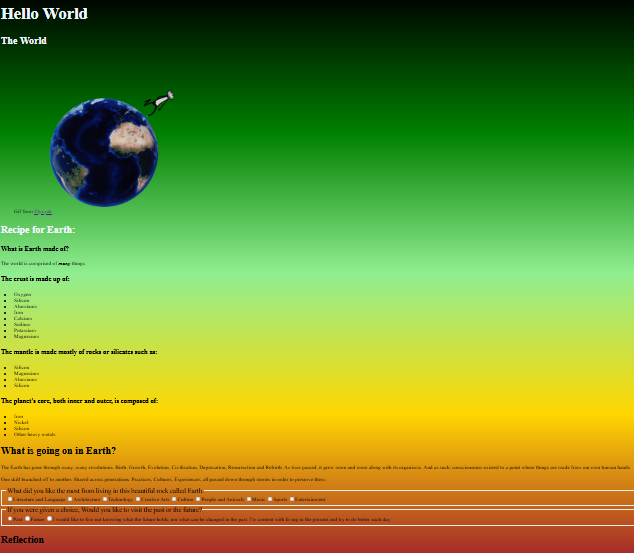 Hello World
The World
Gif from
Recipe for Earth:
What is Earth made of?
The world is comprised of many things
The crust is made up of:
Oxygen
Silicon
Aluminum
Iron
Calcium
Sodium
Potassium
Magnesium
The mantle is made mostly of rocks or silicates such as:
Silicon
Magnesium
Aluminum
Silicon
The planet's core, both inner and outer, is composed of:
Iron
Nickel
Silicon
Other heavy metals
What is going on in Earth?
The Earth has gone through many, many revolutions. Birth, Growth, Evolution, Civilization, Deprecation, Resurrection and Rebirth. As time passed, it grew more and more along with its organisms. And as such, consciousness existed to a point where things are made from our own human hands.
One skill branched off to another. Shared across generations. Practices, Cultures, Experiences, all passed down through stories in order to preserve them.
What did you like the most from living in this beautiful rock called Earth:
Literature and Language Architecture Technology Creative Arts Culture People and Animals Music Sports Entertainment
If you were given a choice, Would you like to visit the past or the future?
Past Future I would like to live not knowing what the future holds, nor what can be changed in the past. I'm content with living in the present and try to do better each day.
Reflection